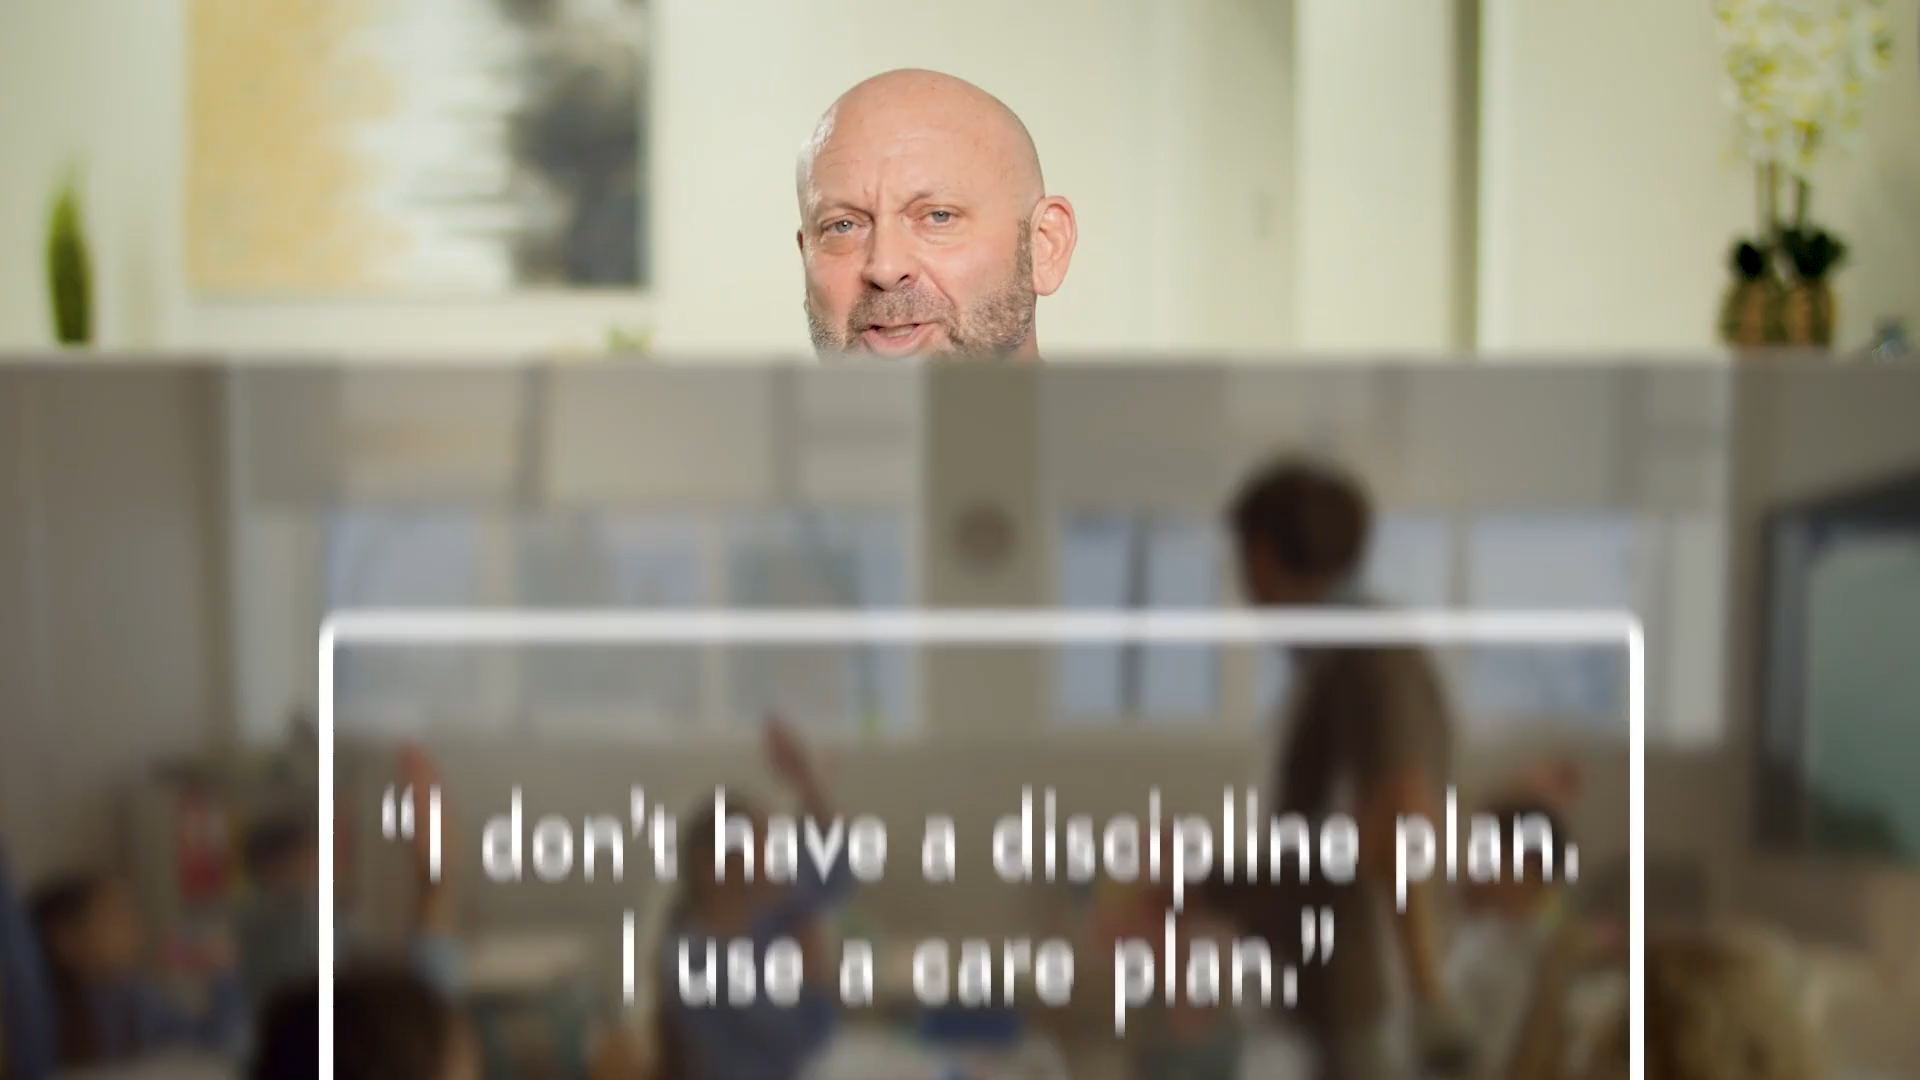 “I don't have a discipline plan.
I use a care plan.”